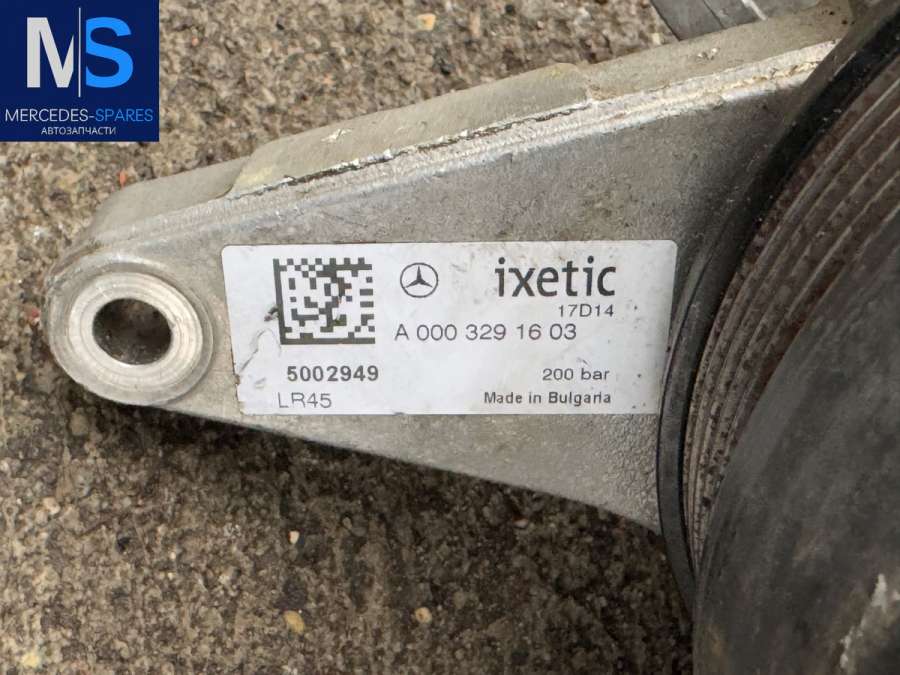 MS
MERCEDES-SPARES
АВТОЗАПЧАСТИ
ixetic
17D14
A 000 329 16 03
5002949
200 bar
LR45
Made in Bulgaria